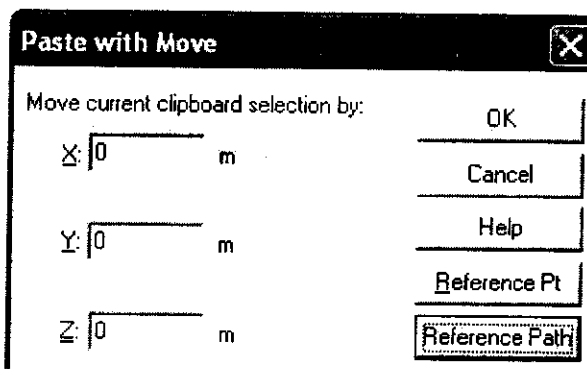 Paste with Move
Move current clipboard selection by:
X: 0 m
Y: 0 m
Z: 0 m
OK
Cancel
Help
Reference Pt
Reference Path